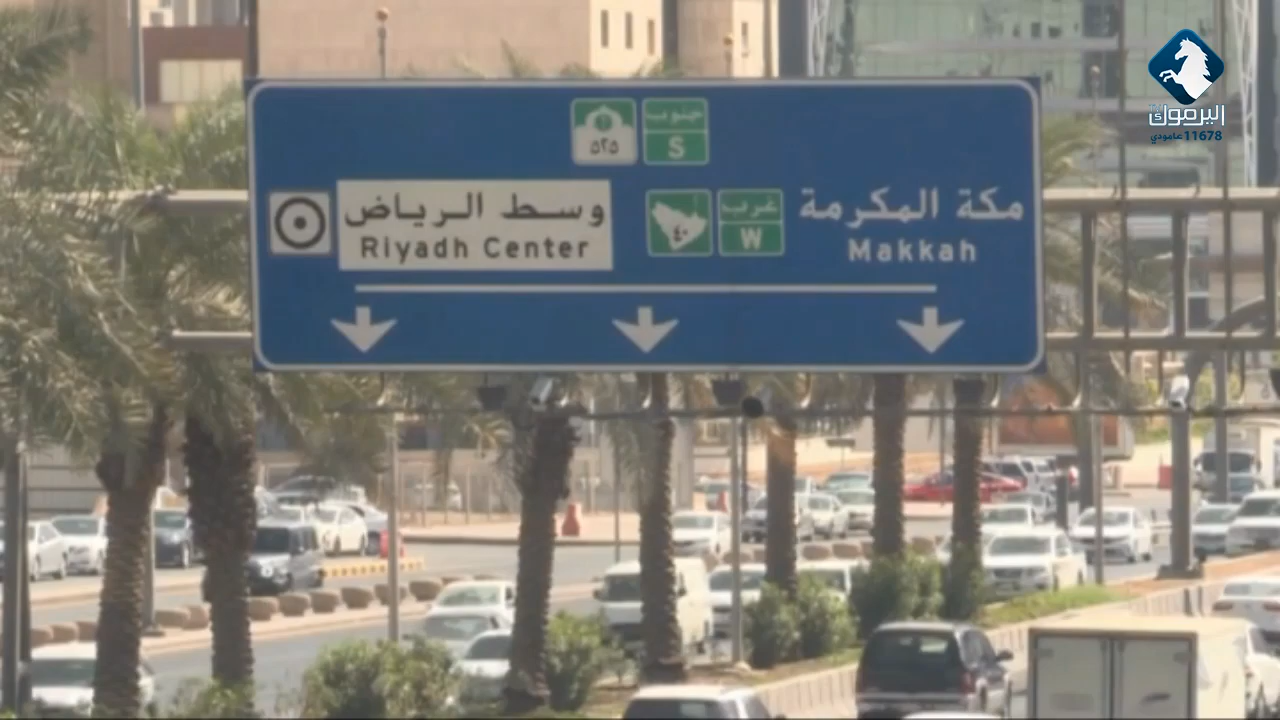 جنوب
٥٢٥ S
مكة المكرمة
Makkah
غرب
٤٠ W
وسط الرياض
Riyadh Center
اليرموك
11678 عامودي